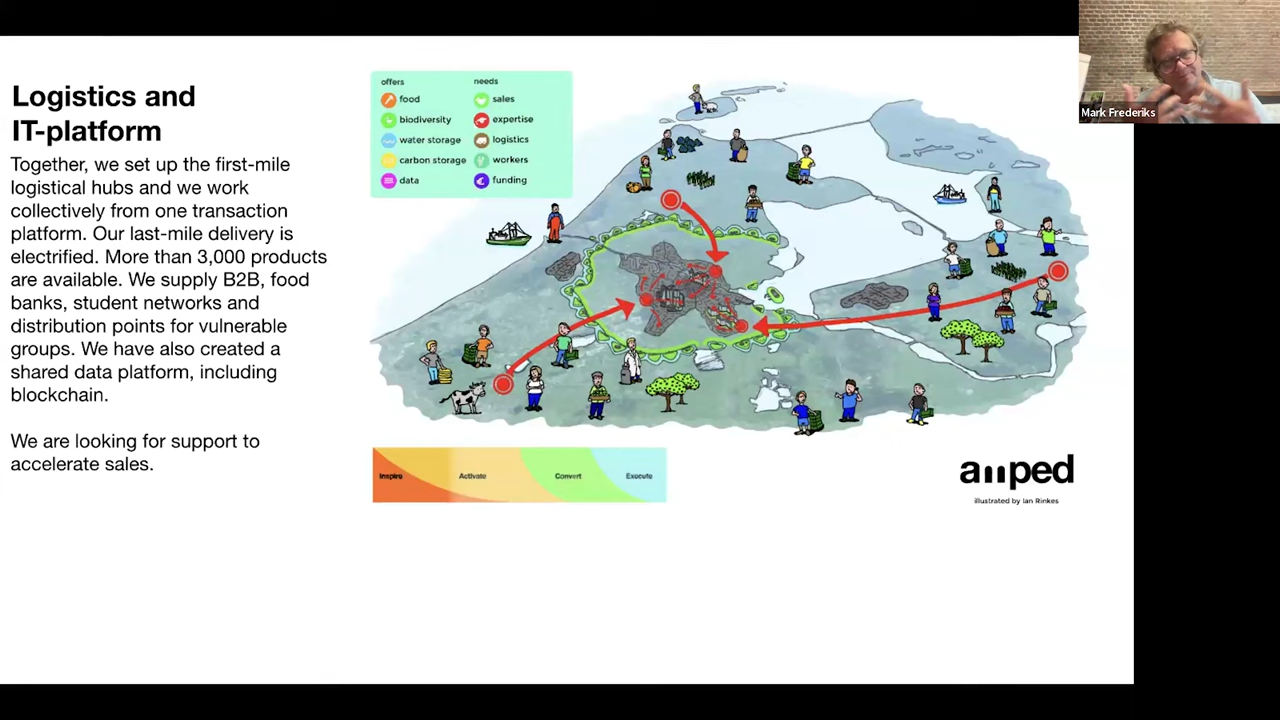 Logistics and
IT-platform
Together, we set up the first-mile
logistical hubs and we work
collectively from one transaction
platform. Our last-mile delivery is
electrified. More than 3,000 products
are available. We supply B2B, food
banks, student networks and
distribution points for vulnerable
groups. We have also created a
shared data platform, including
blockchain.
We are looking for support to
accelerate sales.
offers needs
food sales
biodiversity expertise
water storage logistics
carbon storage workers
data funding
Inspire Activate Convert Execute
amped
illustrated by Ian Rinkes
Mark Frederiks